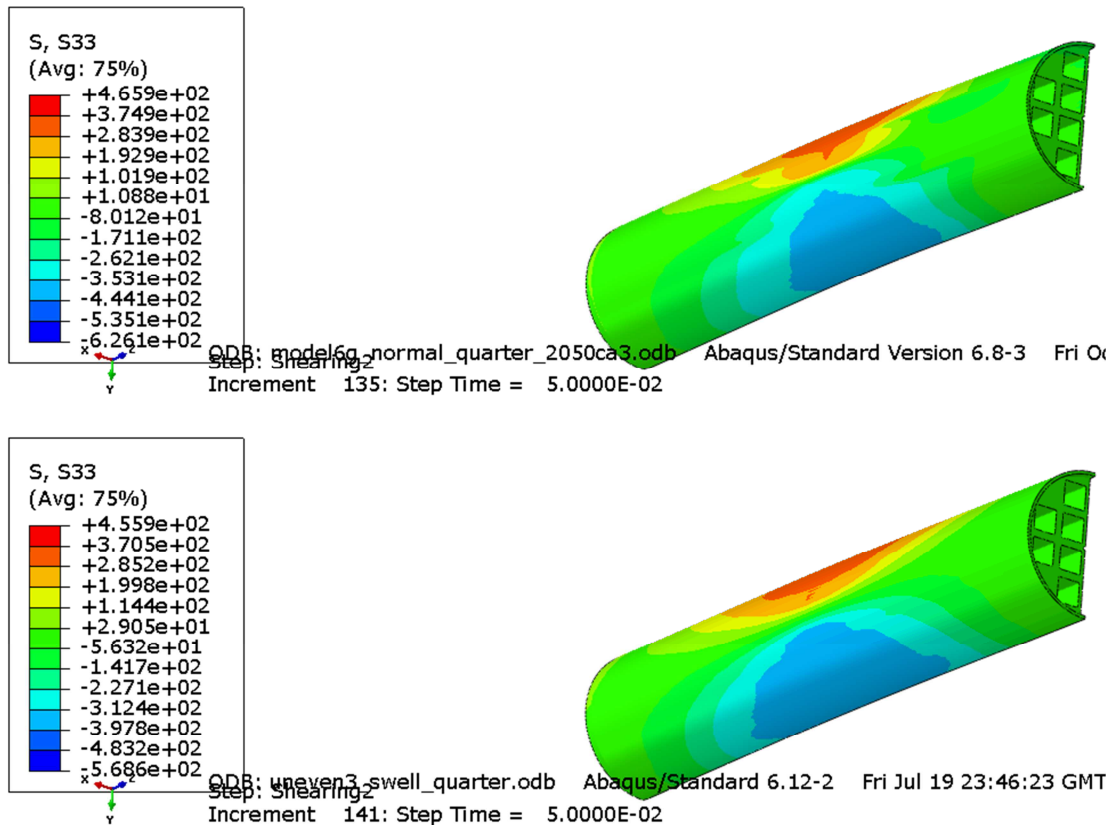 S, S33
(Avg: 75%)
+4.659e+02
+3.749e+02
+2.839e+02
+1.929e+02
+1.019e+02
+1.088e+01
-8.012e+01
-1.711e+02
-2.621e+02
-3.531e+02
-4.441e+02
-5.351e+02
-6.261e+02
X Z
Y
ODB: model6g_normal_quarter_2050ca3.odb Abaqus/Standard Version 6.8-3 Fri Oc
Step: Shearing2
Increment 135: Step Time = 5.0000E-02
S, S33
(Avg: 75%)
+4.559e+02
+3.705e+02
+2.852e+02
+1.998e+02
+1.144e+02
+2.905e+01
-5.632e+01
-1.417e+02
-2.271e+02
-3.124e+02
-3.978e+02
-4.832e+02
-5.686e+02
X Z
Y
ODB: uneven3_swell_quarter.odb Abaqus/Standard 6.12-2 Fri Jul 19 23:46:23 GMT
Step: Shearing2
Increment 141: Step Time = 5.0000E-02